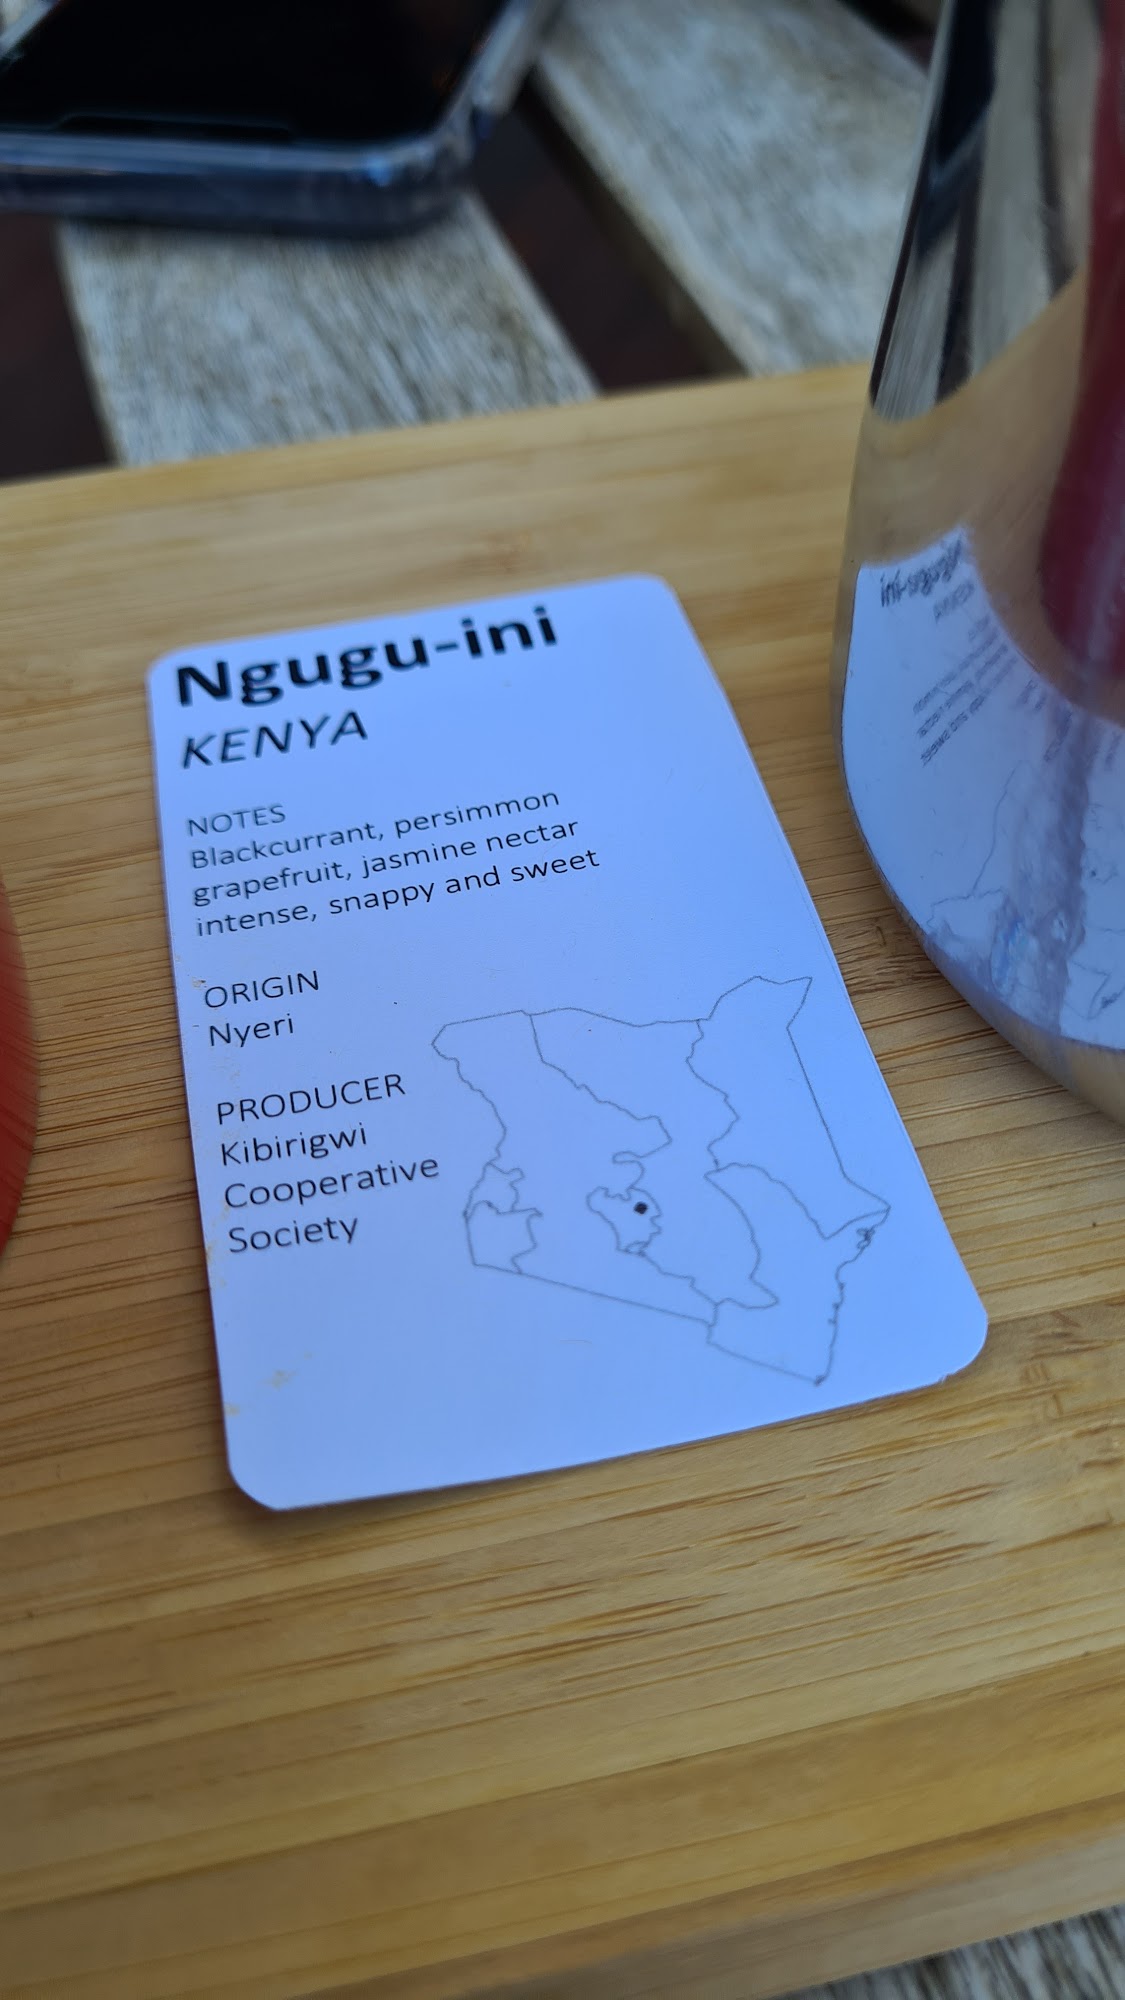 Ngugu-ini
KENYA
NOTES
Blackcurrant, persimmon
grapefruit, jasmine nectar
intense, snappy and sweet
ORIGIN
Nyeri
PRODUCER
Kibirigwi
Cooperative
Society